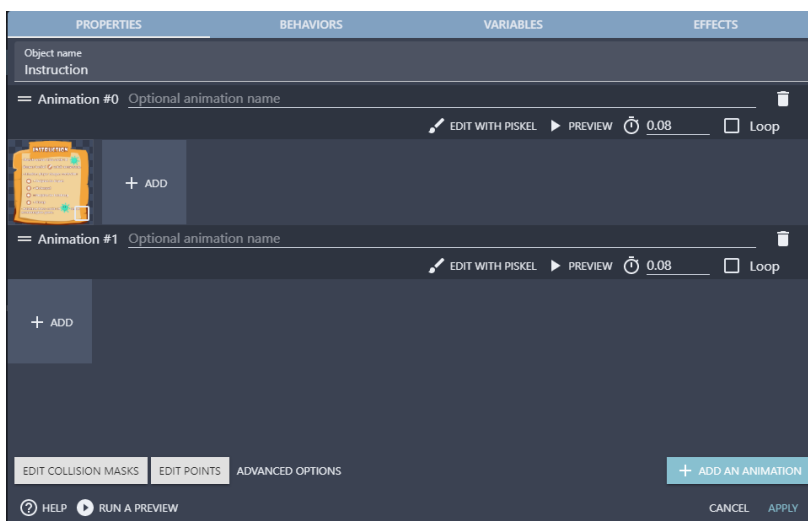 PROPERTIES BEHAVIORS VARIABLES EFFECTS
Object name
Instruction
Animation #0 Optional animation name
EDIT WITH PISKEL PREVIEW 0.08 Loop
INSTRUCTION
+ ADD
Animation #1 Optional animation name
EDIT WITH PISKEL PREVIEW 0.08 Loop
+ ADD
EDIT COLLISION MASKS EDIT POINTS ADVANCED OPTIONS + ADD AN ANIMATION
HELP RUN A PREVIEW CANCEL APPLY